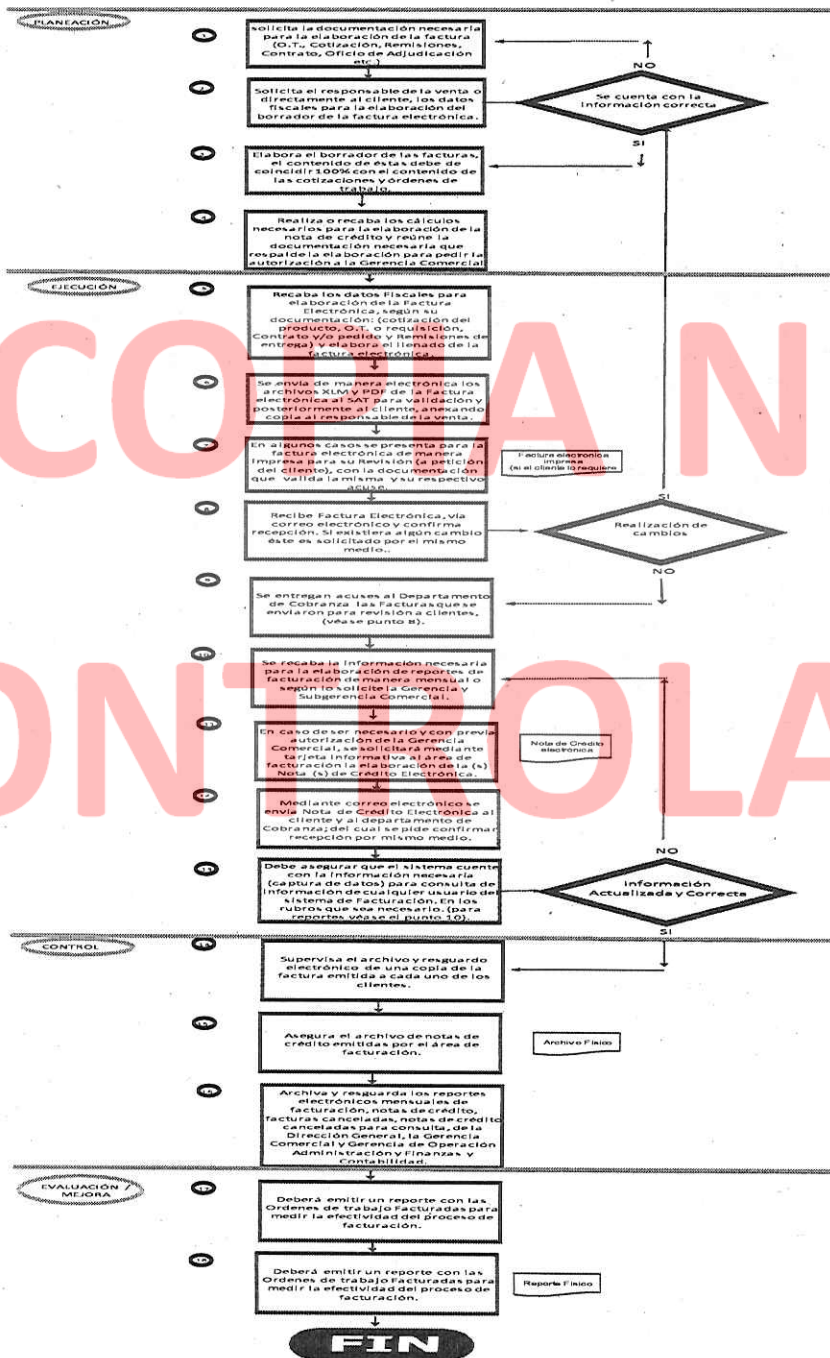 PLANEACIÓN
1
solicita la documentación necesaria
para la elaboración de la factura
(O.T., Cotización, Remisiones,
Contrato, Oficio de Adjudicación
etc.)
NO
2
Solicita el responsable de la venta o
directamente al cliente, los datos
fiscales para la elaboración del
borrador de la factura electrónica.
Se cuenta con la
información correcta
SI
3
Elabora el borrador de las facturas,
el contenido de éstas debe de
coincidir 100% con el contenido de
las cotizaciones y órdenes de
trabajo.
4
Realiza o recaba los cálculos
necesarios para la elaboración de la
nota de crédito y reúne la
documentación necesaria que
respalde la elaboración para pedir la
autorización a la Gerencia Comercial
EJECUCIÓN
5
Recaba los datos Fiscales para
elaboración de la Factura
Electrónica, según su
documentación: (cotización del
producto, O.T. o requisición,
Contrato y/o pedido y Remisiones de
entrega) y elabora el llenado de la
factura electrónica.
6
Se envía de manera electrónica los
archivos XLM y PDF de la Factura
electrónica al SAT para validación y
posteriormente al cliente, anexando
copia al responsable de la venta.
7
En algunos casos se presenta para la
factura electrónica de manera
impresa para su Revisión (a petición
del cliente), con la documentación
que valida la misma y su respectivo
acuse.
Factura electrónica
impresa
(si el cliente lo requiere
SI
8
Recibe Factura Electrónica, vía
correo electrónico y confirma
recepción. Si existiera algún cambio
éste es solicitado por el mismo
medio..
Realización de
cambios
NO
9
Se entregan acuses al Departamento
de Cobranza las Facturas que se
enviaron para revisión a clientes,
(véase punto 8).
10
Se recaba la información necesaria
para la elaboración de reportes de
facturación de manera mensual o
según lo solicite la Gerencia y
Subgerencia Comercial.
11
En caso de ser necesario y con previa
autorización de la Gerencia
Comercial, se solicitará mediante
tarjeta informativa al área de
facturación la elaboración de la (s)
Nota (s) de Crédito Electrónica.
Nota de Crédito
electrónica
12
Mediante correo electrónico se
envía Nota de Crédito Electrónica al
cliente y al departamento de
Cobranza; del cual se pide confirmar
recepción por mismo medio.
NO
13
Debe asegurar que el sistema cuente
con la información necesaria
(captura de datos) para consulta de
información de cualquier usuario del
sistema de Facturación. En los
rubros que sea necesario. (para
reportes véase el punto 10).
Información
Actualizada y Correcta
SI
CONTROL
14
Supervisa el archivo y resguardo
electrónico de una copia de la
factura emitida a cada uno de los
clientes.
15
Asegura el archivo de notas de
crédito emitidas por el área de
facturación.
Archivo Físico
16
Archiva y resguarda los reportes
electrónicos mensuales de
facturación, notas de crédito,
facturas canceladas, notas de crédito
canceladas para consulta, de la
Dirección General, la Gerencia
Comercial y Gerencia de Operación
Administración y Finanzas y
Contabilidad.
EVALUACIÓN /
MEJORA
17
Deberá emitir un reporte con las
Ordenes de trabajo Facturadas para
medir la efectividad del proceso de
facturación.
18
Deberá emitir un reporte con las
Ordenes de trabajo Facturadas para
medir la efectividad del proceso de
facturación.
Reporte Físico
FIN
COPIA N
ONTROLA